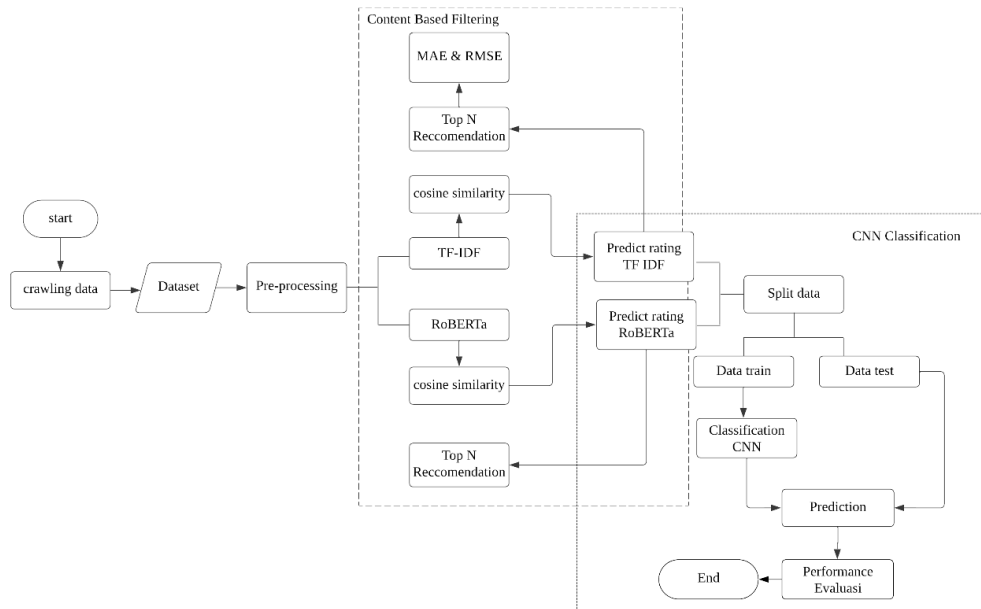 Content Based Filtering
MAE & RMSE
Top N
Reccomendation
cosine similarity
TF-IDF
start
crawling data
Dataset
Pre-processing
RoBERTa
cosine similarity
Top N
Reccomendation
CNN Classification
Predict rating
TF IDF
Predict rating
RoBERTa
Split data
Data train
Data test
Classification
CNN
Prediction
Performance
Evaluasi
End